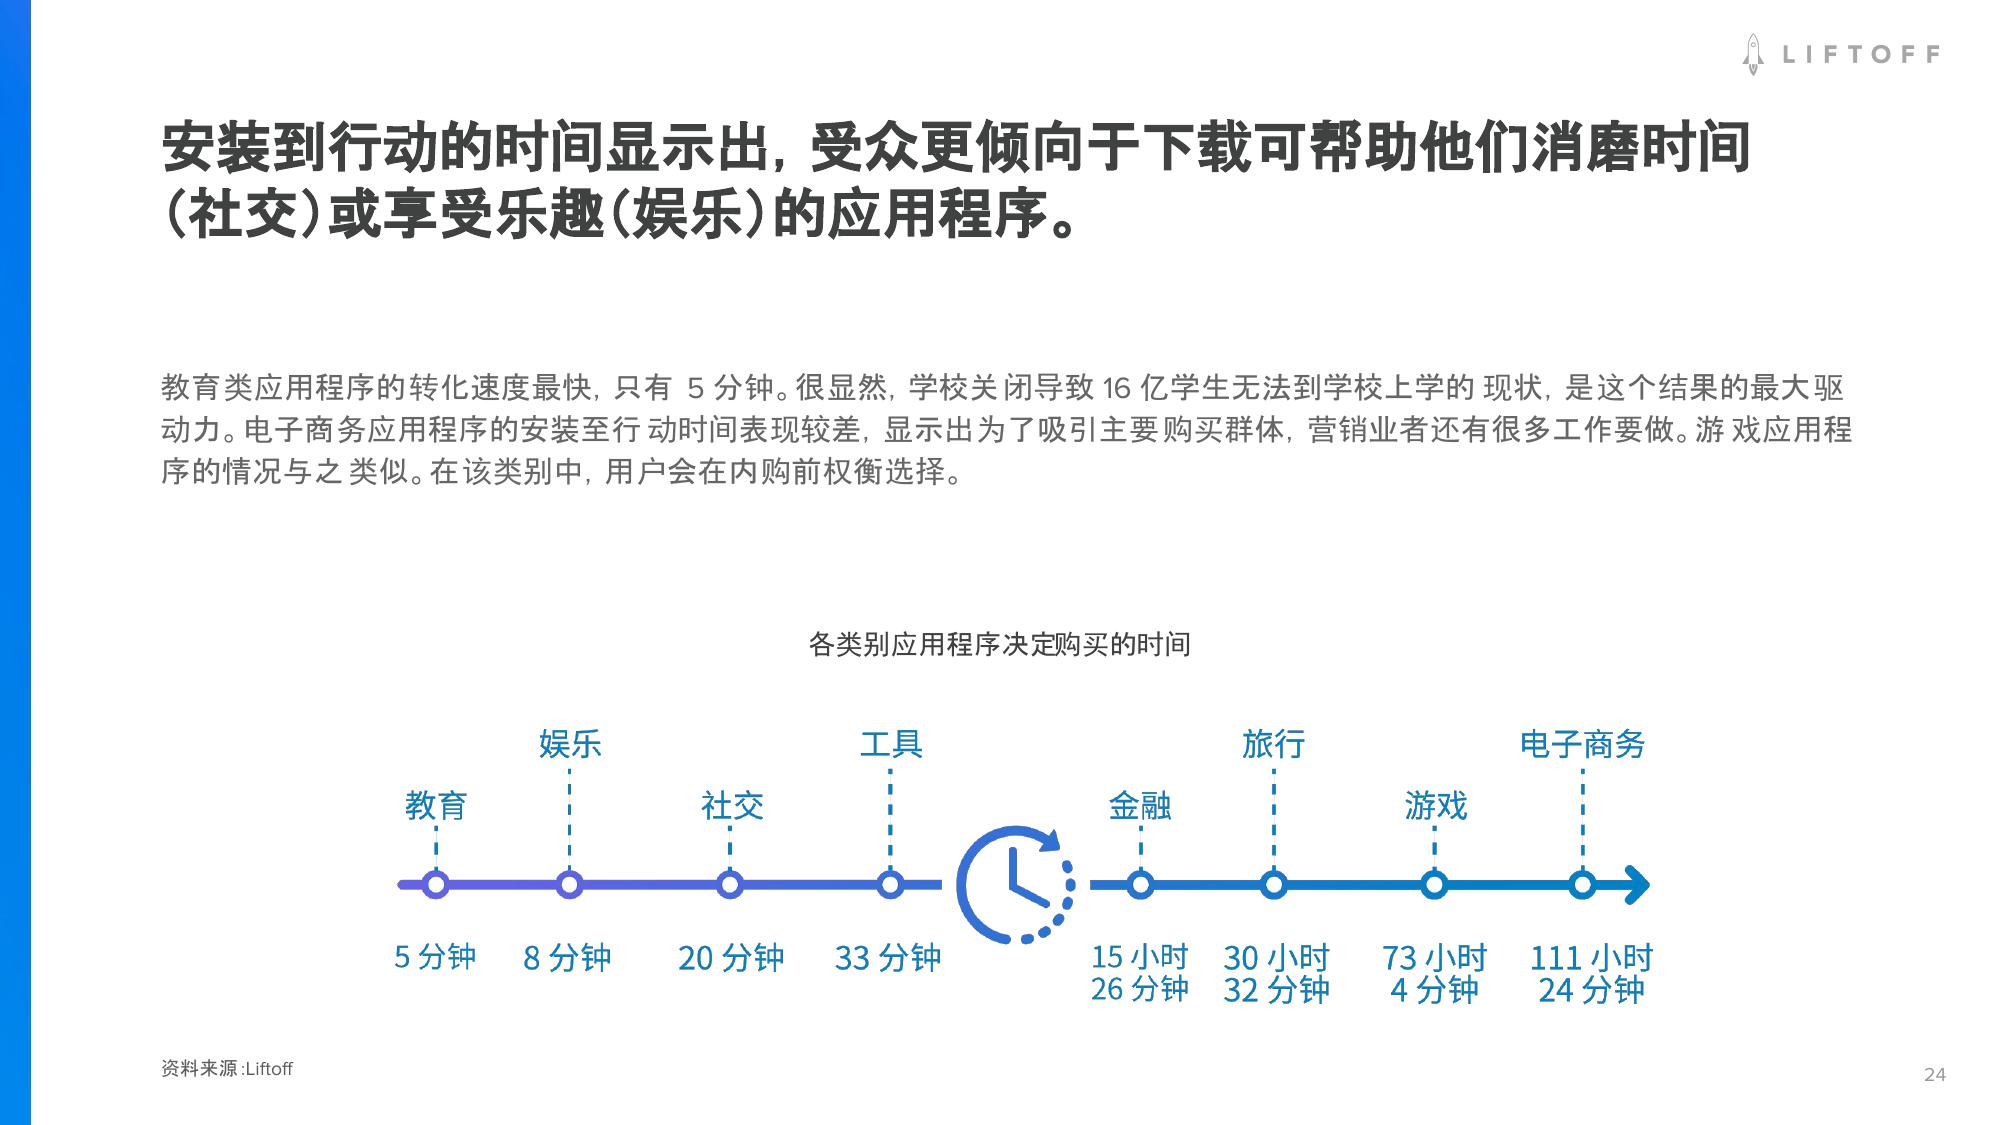 LIFTOFF
安装到行动的时间显示出，受众更倾向于下载可帮助他们消磨时间
（社交）或享受乐趣（娱乐）的应用程序。
教育类应用程序的转化速度最快，只有 5 分钟。很显然，学校关闭导致 16 亿学生无法到学校上学的 现状，是这个结果的最大驱
动力。电子商务应用程序的安装至行动时间表现较差，显示出为了吸引主要购买群体，营销业者还有很多工作要做。游戏应用程
序的情况与之类似。在该类别中，用户会在内购前权衡选择。
各类别应用程序决定购买的时间
娱乐 工具 旅行 电子商务
教育 社交 金融 游戏
5 分钟 8 分钟 20 分钟 33 分钟 15 小时 30 小时 73 小时 111 小时
26 分钟 32 分钟 4 分钟 24 分钟
资料来源:Liftoff
24